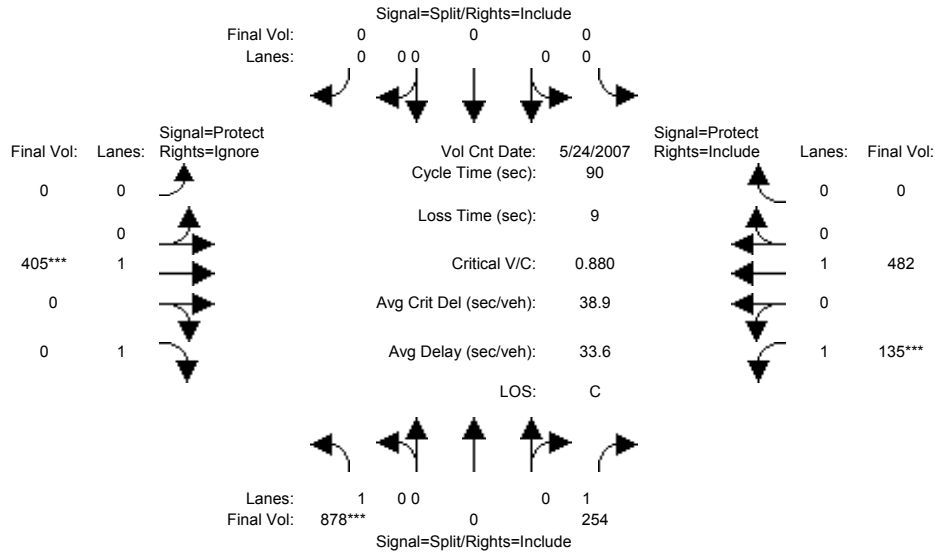 Signal=Split/Rights=Include
Final Vol: 0 0 0
Lanes: 0 0 0 0 0
Signal=Protect Signal=Protect
Final Vol: Lanes: Rights=Ignore Vol Cnt Date: 5/24/2007 Rights=Include Lanes: Final Vol:
Cycle Time (sec): 90
0 0 0 0
Loss Time (sec): 9
0 0
405*** 1 Critical V/C: 0.880 1 482
0 Avg Crit Del (sec/veh): 38.9 0
0 1 Avg Delay (sec/veh): 33.6 1 135***
LOS: C
Lanes: 1 0 0 0 1
Final Vol: 878*** 0 254
Signal=Split/Rights=Include